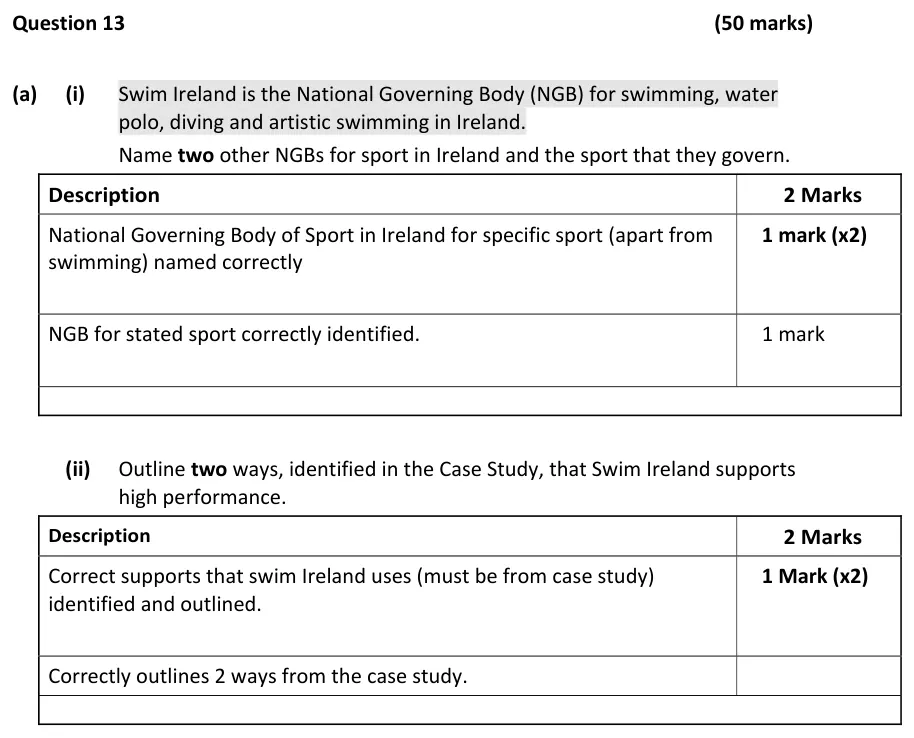 Question 13 (50 marks)
(a) (i) Swim Ireland is the National Governing Body (NGB) for swimming, water
polo, diving and artistic swimming in Ireland.
Name two other NGBs for sport in Ireland and the sport that they govern.
Description 2 Marks
National Governing Body of Sport in Ireland for specific sport (apart from 1 mark (x2)
swimming) named correctly
NGB for stated sport correctly identified. 1 mark
(ii) Outline two ways, identified in the Case Study, that Swim Ireland supports
high performance.
Description 2 Marks
Correct supports that swim Ireland uses (must be from case study) 1 Mark (x2)
identified and outlined.
Correctly outlines 2 ways from the case study.